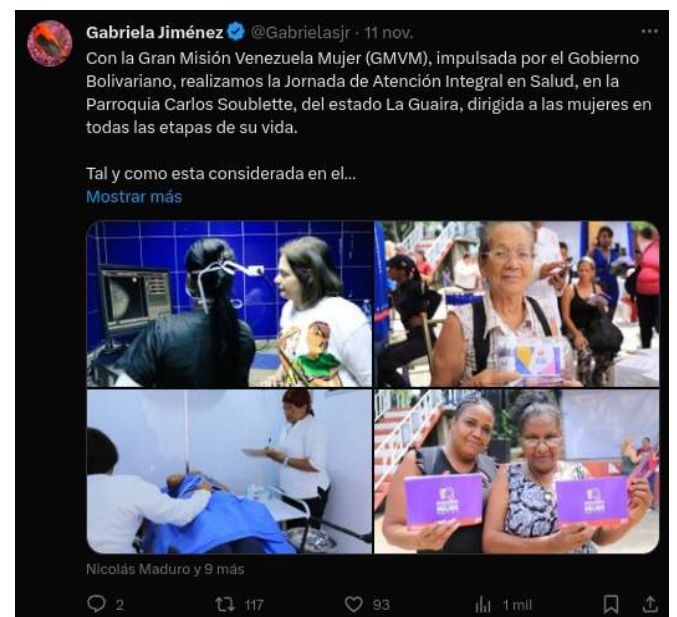 Gabriela Jiménez @Gabrielasjr · 11 nov.
Con la Gran Misión Venezuela Mujer (GMVM), impulsada por el Gobierno
Bolivariano, realizamos la Jornada de Atención Integral en Salud, en la
Parroquia Carlos Soublette, del estado La Guaira, dirigida a las mujeres en
todas las etapas de su vida.
Tal y como esta considerada en el...
Mostrar más
MUJER
MUJER
Nicolás Maduro y 9 más
2 117 93 1 mil